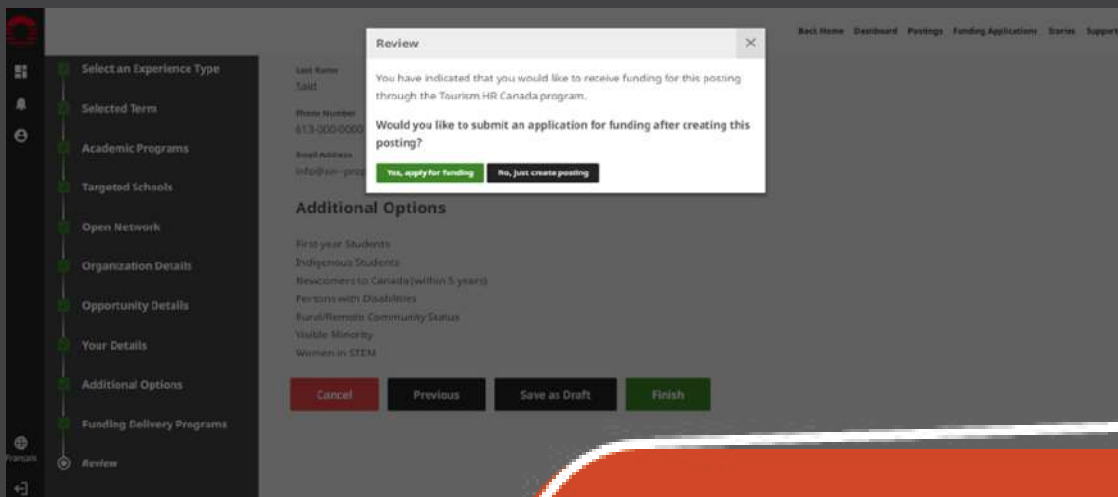 Back Home Dashboard Postings Funding Applications Stories Support
Review
You have indicated that you would like to receive funding for this posting
through the Tourism HR Canada program.
Would you like to submit an application for funding after creating this
posting?
Yes, apply for funding No, just create posting
Select an Experience Type
Selected Term
Academic Programs
Targeted Schools
Open Network
Organization Details
Opportunity Details
Your Details
Additional Options
Funding Delivery Programs
Review
Français
Last Name
Said
Phone Number
613-000-0000
Email Address
Additional Options
First-year Students
Indigenous Students
Newcomers to Canada (within 5 years)
Persons with Disabilities
Rural/Remote Community Status
Visible Minority
Women in STEM
Cancel Previous Save as Draft Finish